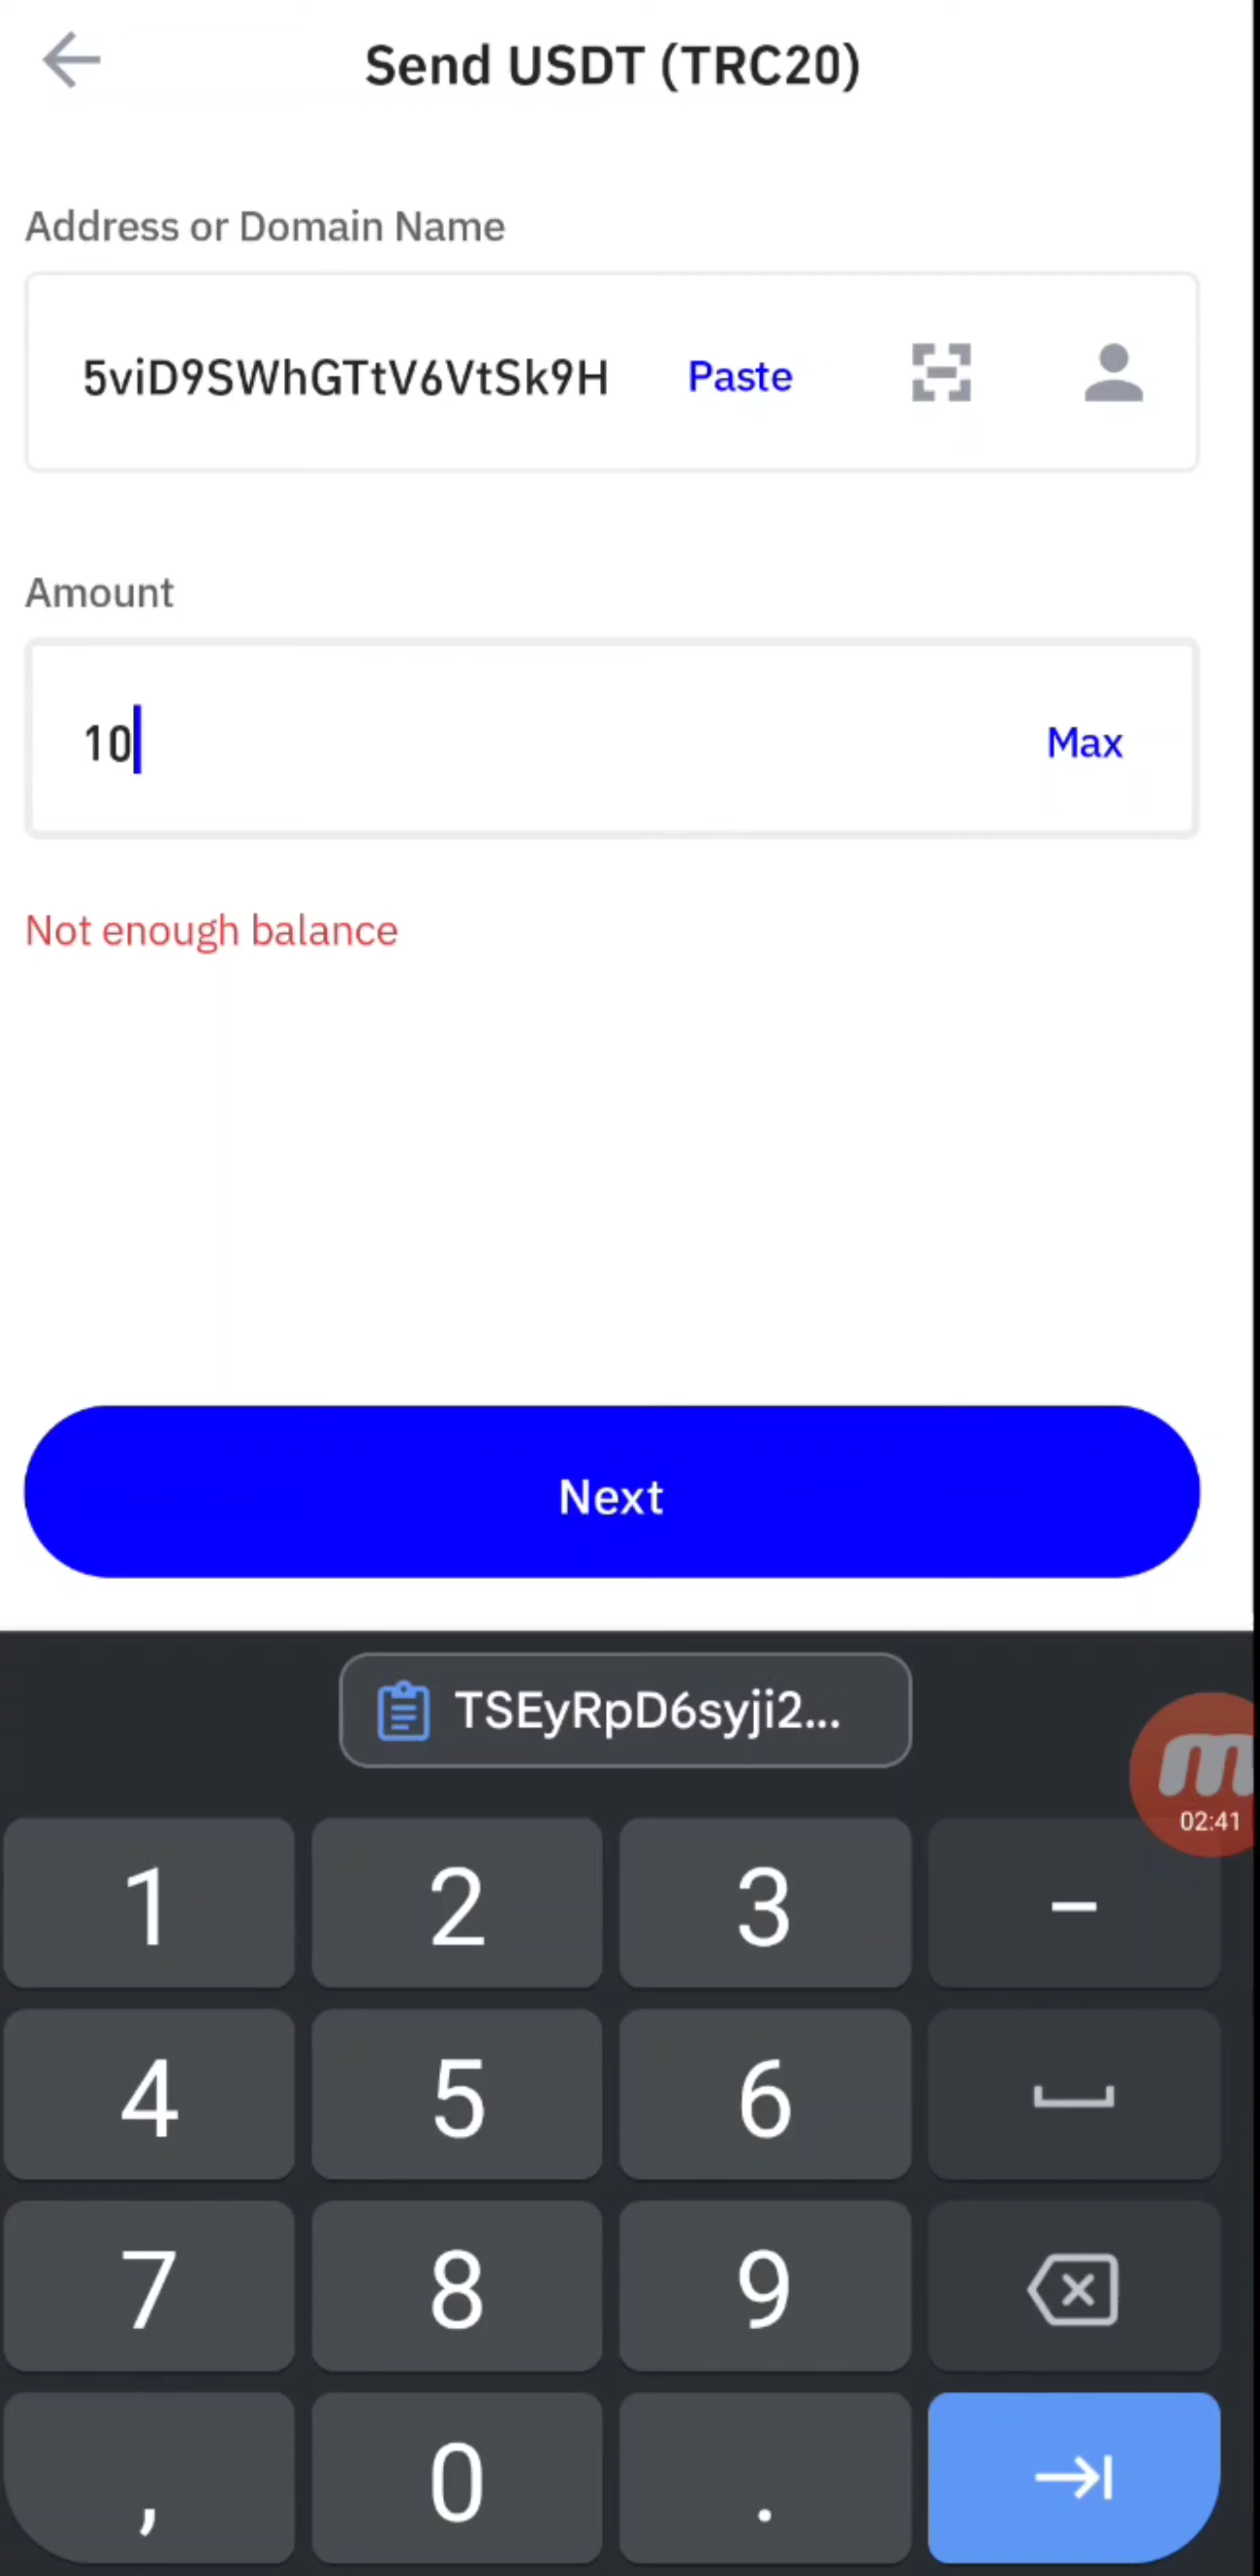 Send USDT (TRC20)
Address or Domain Name
5viD9SWhGTtV6VtSk9H Paste
Amount
10 Max
Not enough balance
Next
TSEyRpD6syji2...
02:41
1 2 3 –
4 5 6
7 8 9
, 0 .